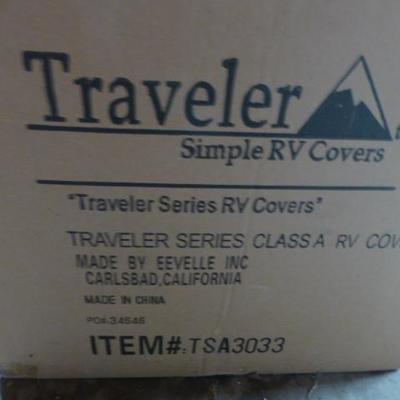 Traveler
Simple RV Covers
"Traveler Series RV Covers"
TRAVELER SERIES CLASS A RV COV
MADE BY EEVELLE INC
CARLSBAD,CALIFORNIA
MADE IN CHINA
PO#:34646
ITEM#:TSA3033